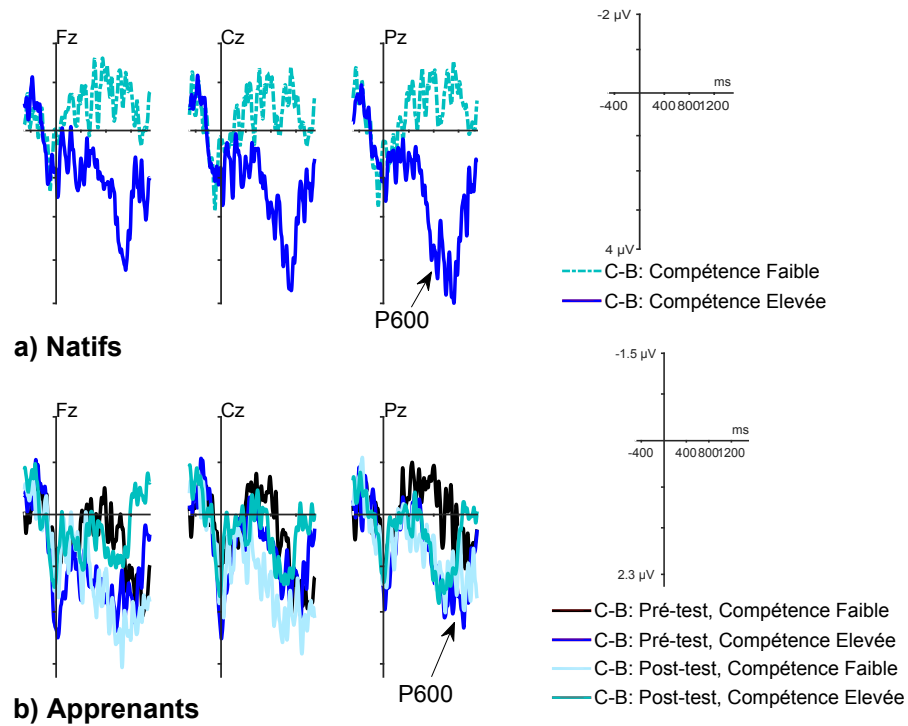 Fz
Cz
Pz
-2 µV
ms
-400
400
800
1200
4 µV
C-B: Compétence Faible
C-B: Compétence Elevée
P600
a) Natifs
Fz
Cz
Pz
-1.5 µV
ms
-400
400
800
1200
2.3 µV
C-B: Pré-test, Compétence Faible
C-B: Pré-test, Compétence Elevée
C-B: Post-test, Compétence Faible
C-B: Post-test, Compétence Elevée
P600
b) Apprenants